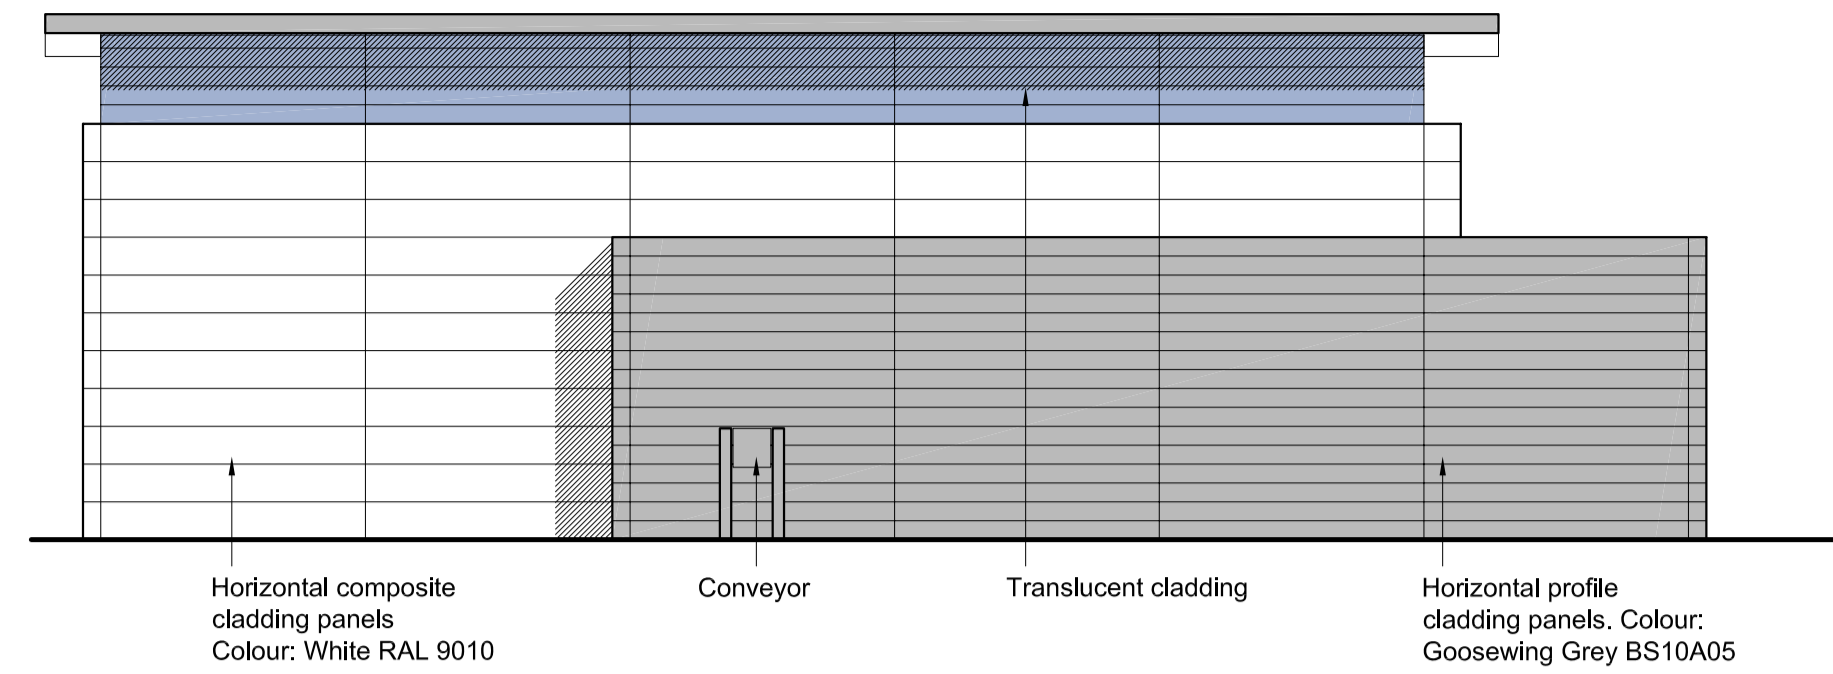 Horizontal composite
cladding panels
Colour: White RAL 9010
Conveyor
Translucent cladding
Horizontal profile
cladding panels. Colour:
Goosewing Grey BS10A05